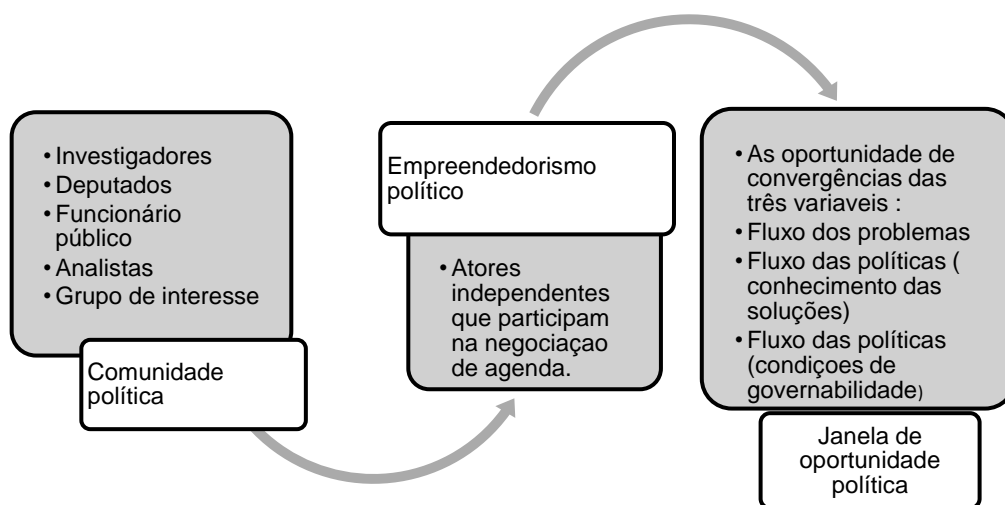 • Investigadores
• Deputados
• Funcionário
público
• Analistas
• Grupo de interesse
Comunidade
política
Empreendedorismo
político
• Atores
independentes
que participam
na negociaçao
de agenda.
• As oportunidade de
convergências das
três variaveis :
• Fluxo dos problemas
• Fluxo das políticas (
conhecimento das
soluções)
• Fluxo das políticas
(condiçoes de
governabilidade)
Janela de
oportunidade
política